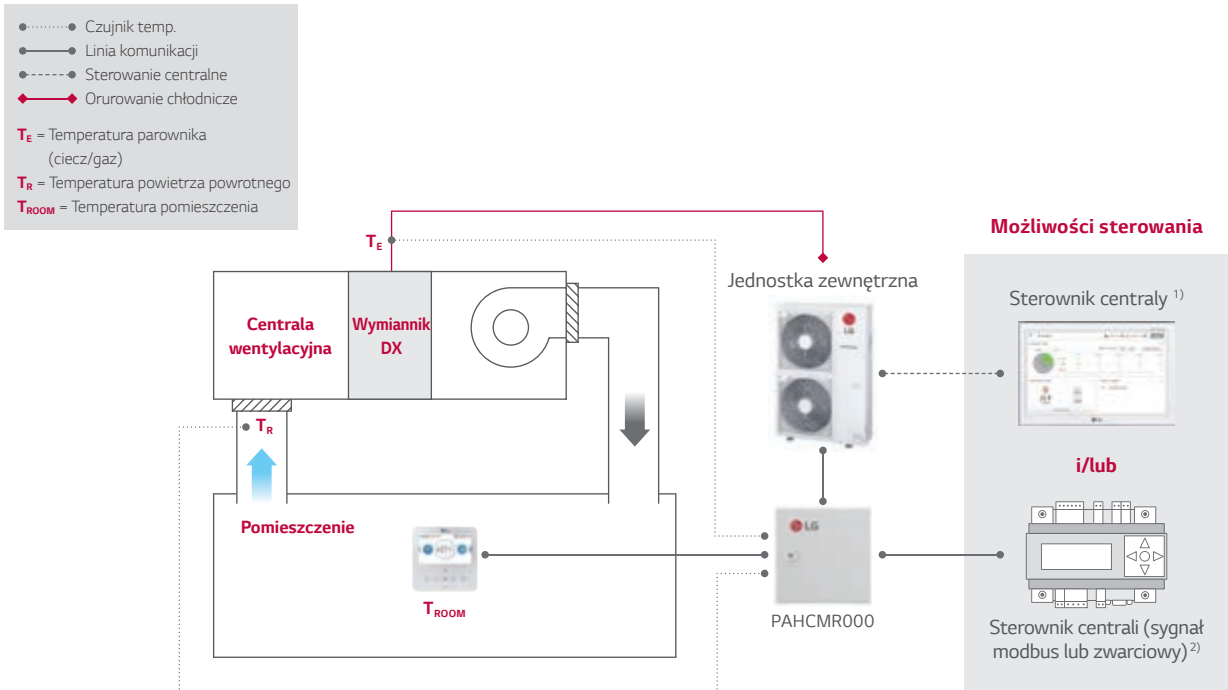 Czujnik temp.
Linia komunikacji
Sterowanie centralne
Orurowanie chłodnicze
TE = Temperatura parownika
(ciecz/gaz)
TR = Temperatura powietrza powrotnego
TROOM = Temperatura pomieszczenia
Możliwości sterowania
TE
Jednostka zewnętrzna
Sterownik centraly 1)
Centrala
wentylacyjna
Wymiannik
DX
LG
TR
i/lub
Pomieszczenie
LG
TROOM
PAHCMR000
Sterownik centrali (sygnał
modbus lub zwarciowy) 2)